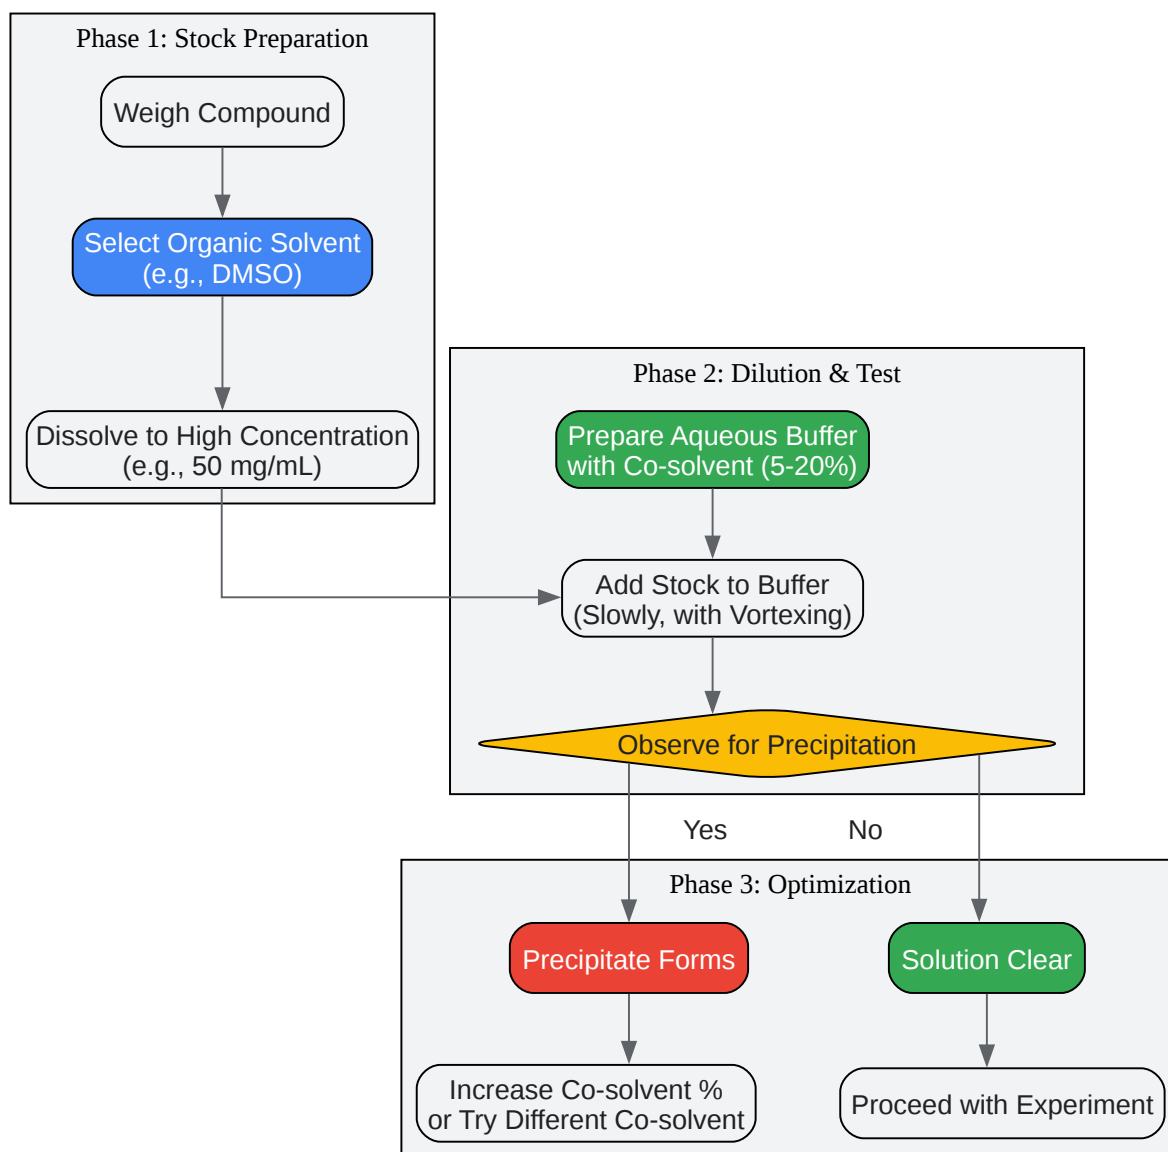 Phase 1: Stock Preparation
Weigh Compound
Select Organic Solvent
(e.g., DMSO)
Dissolve to High Concentration
(e.g., 50 mg/mL)
Phase 2: Dilution & Test
Prepare Aqueous Buffer
with Co-solvent (5-20%)
Add Stock to Buffer
(Slowly, with Vortexing)
Observe for Precipitation
Yes
No
Phase 3: Optimization
Precipitate Forms
Solution Clear
Increase Co-solvent %
or Try Different Co-solvent
Proceed with Experiment